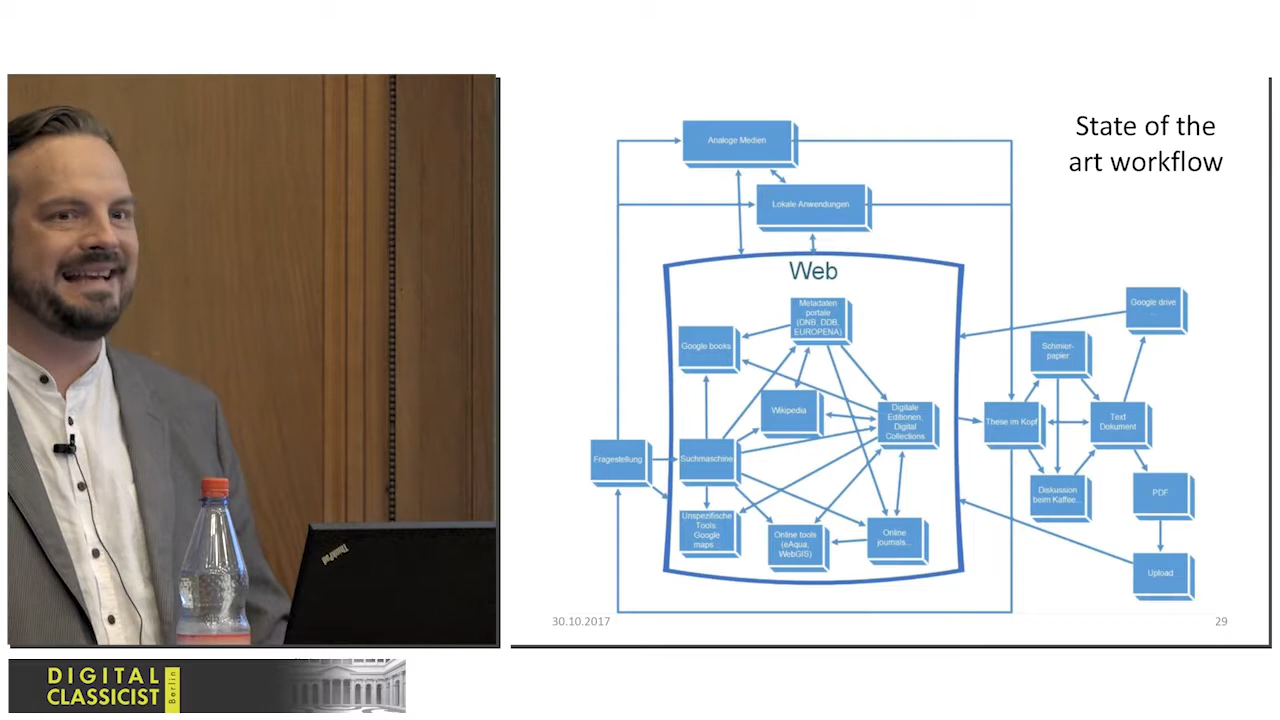 State of the
art workflow
Analoge Medien
Lokale Anwendungen
Web
Metadaten-
portale
(DNB, DDB,
EUROPENA)
Google books
Wikipedia
Digitale
Editionen,
Digital
Collections
Fragestellung
Suchmaschine
Unspezifische
Tools.
Google
maps...
Online tools
(eAqua,
WebGIS)
Online
journals...
These im Kopf
Schmier-
papier
Text
Dokument
Google drive
...
Diskussion
beim Kaffee...
PDF
Upload
30.10.2017
29
ThinkPad
DIGITAL
CLASSICIST
Berlin